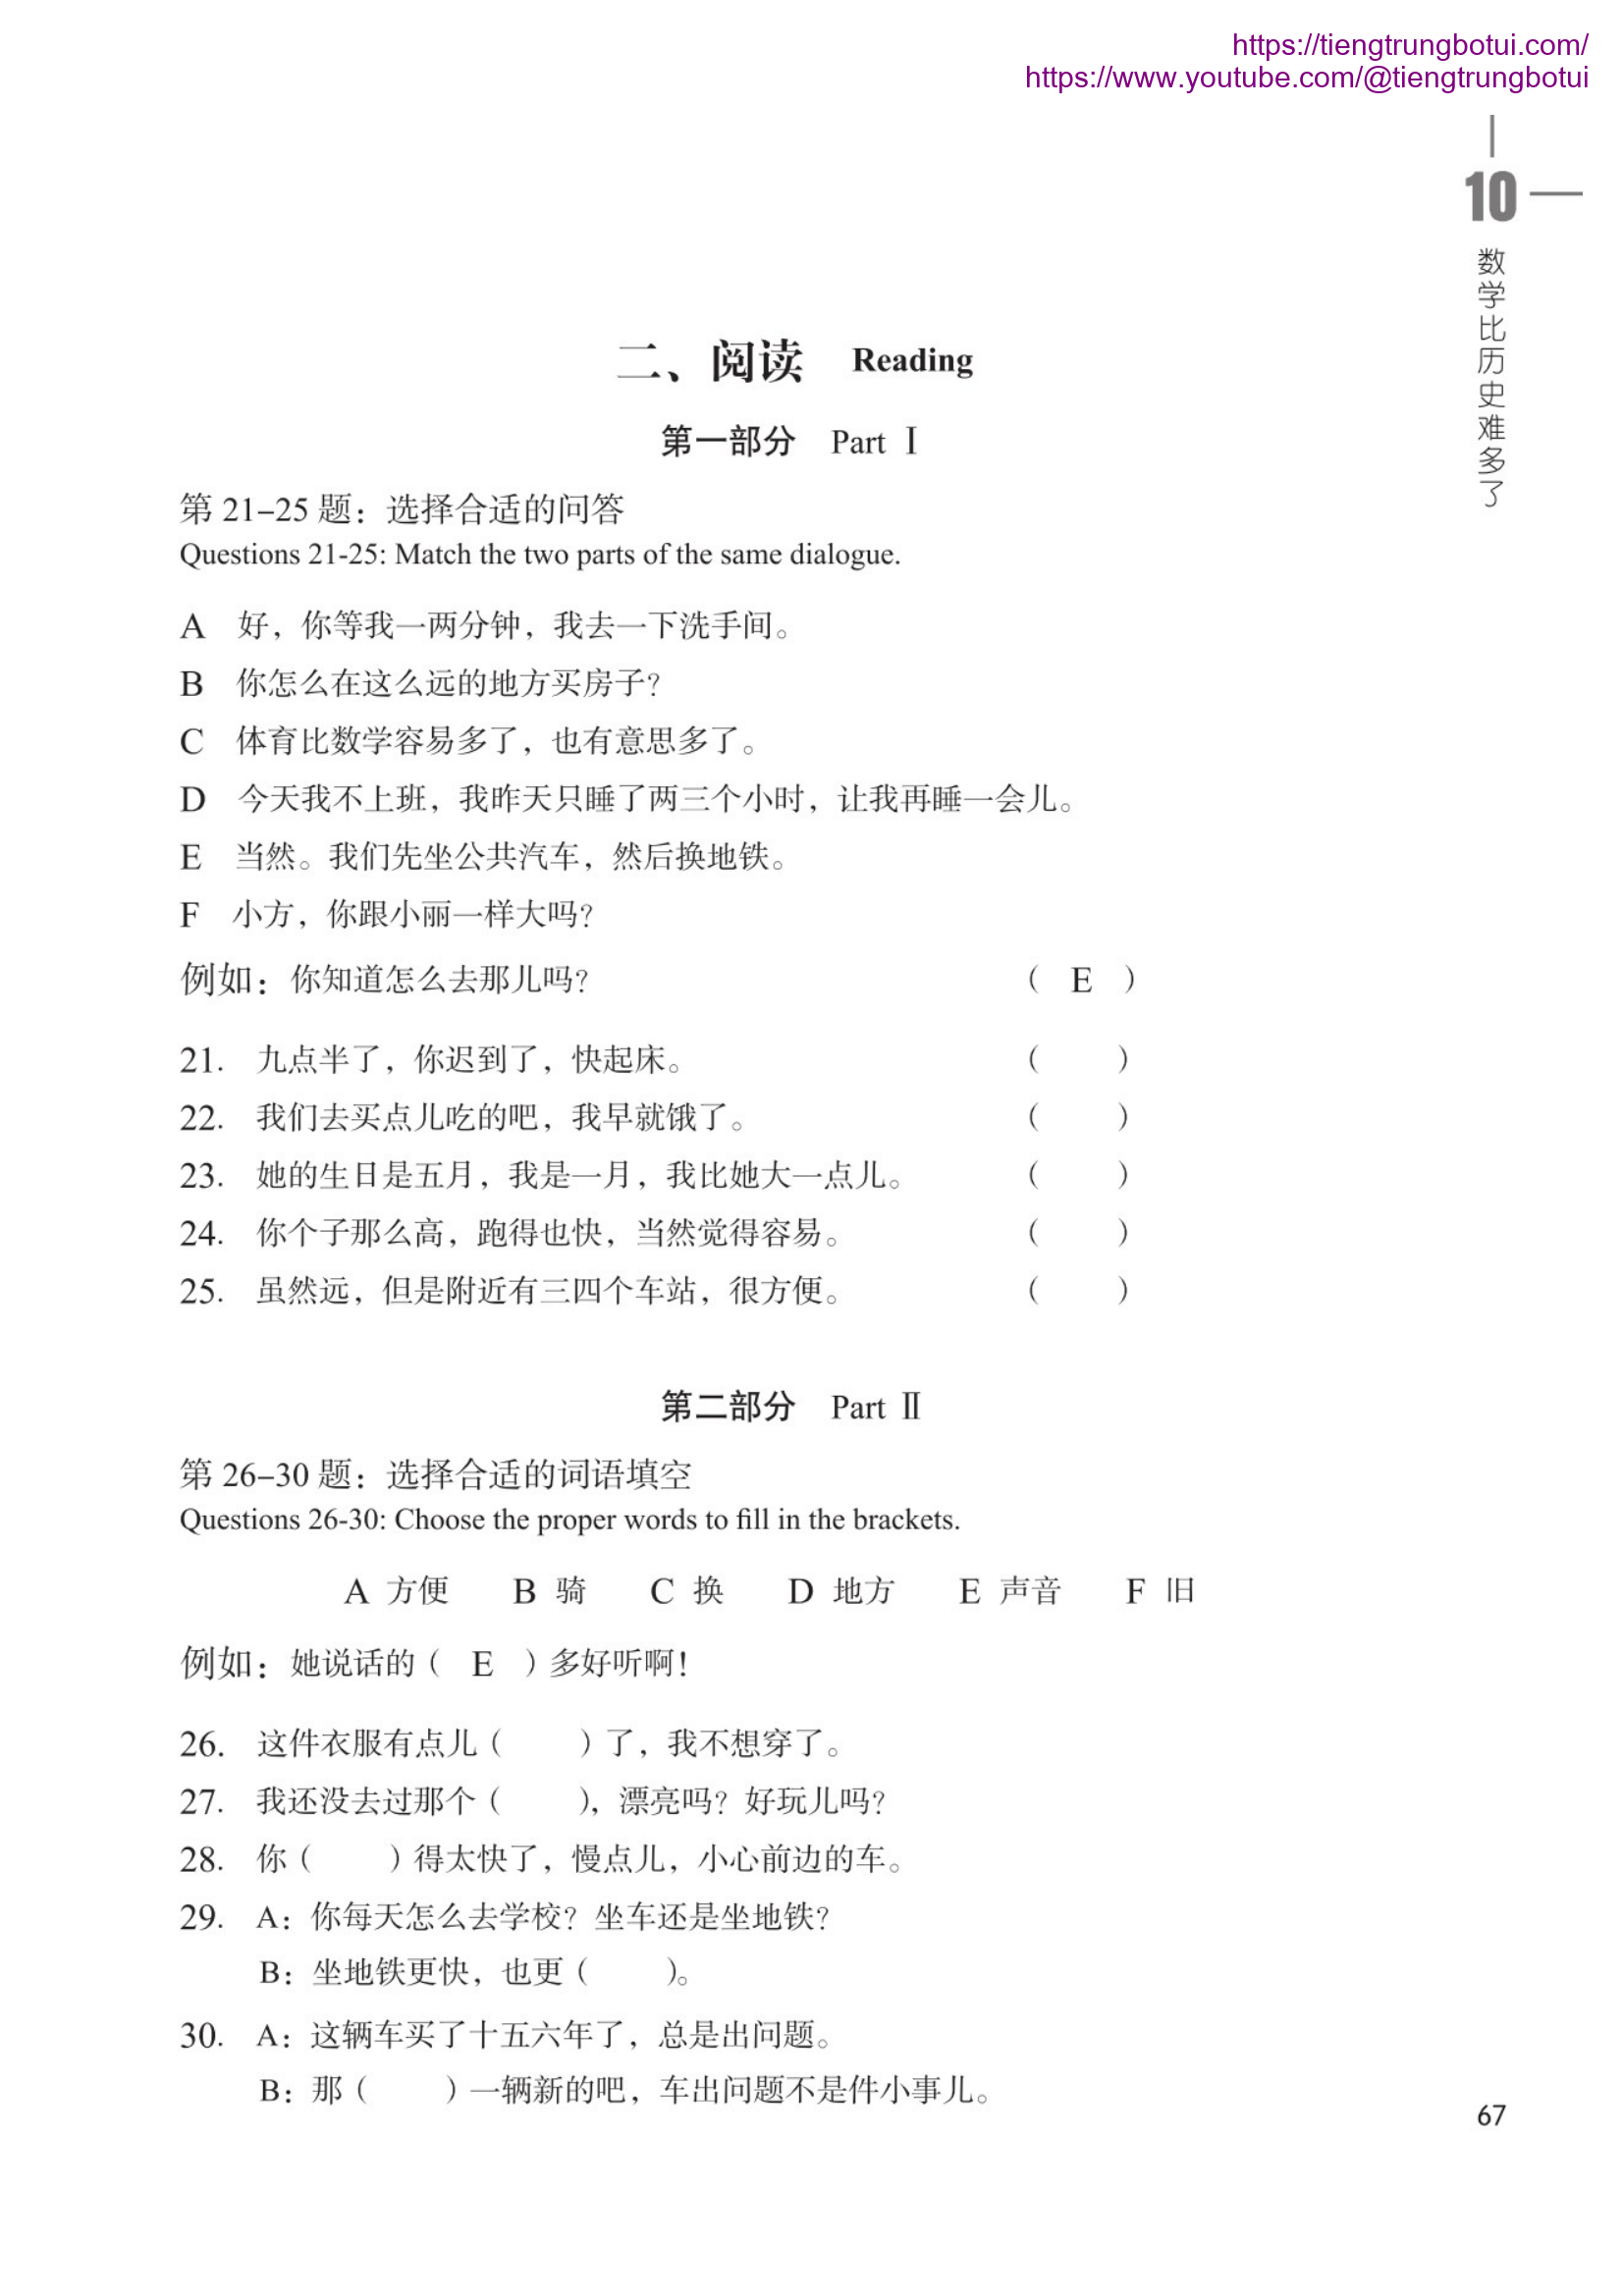 https://tiengtrungbotui.com/
https://www.youtube.com/@tiengtrungbotui
10
数学比历史难多了
二、阅读 Reading
第一部分 Part Ⅰ
第 21–25 题：选择合适的问答
Questions 21-25: Match the two parts of the same dialogue.
A 好，你等我一两分钟，我去一下洗手间。
B 你怎么在这么远的地方买房子？
C 体育比数学容易多了，也有意思多了。
D 今天我不上班，我昨天只睡了两三个小时，让我再睡一会儿。
E 当然。我们先坐公共汽车，然后换地铁。
F 小方，你跟小丽一样大吗？
例如：你知道怎么去那儿吗？ （ E ）
21. 九点半了，你迟到了，快起床。 （ ）
22. 我们去买点儿吃的吧，我早就饿了。 （ ）
23. 她的生日是五月，我是一月，我比她大一点儿。 （ ）
24. 你个子那么高，跑得也快，当然觉得容易。 （ ）
25. 虽然远，但是附近有三四个车站，很方便。 （ ）
第二部分 Part Ⅱ
第 26–30 题：选择合适的词语填空
Questions 26-30: Choose the proper words to fill in the brackets.
A 方便 B 骑 C 换 D 地方 E 声音 F 旧
例如：她说话的（ E ）多好听啊！
26. 这件衣服有点儿（ ）了，我不想穿了。
27. 我还没去过那个（ ），漂亮吗？好玩儿吗？
28. 你（ ）得太快了，慢点儿，小心前边的车。
29. A：你每天怎么去学校？坐车还是坐地铁？
B：坐地铁更快，也更（ ）。
30. A：这辆车买了十五六年了，总是出问题。
B：那（ ）一辆新的吧，车出问题不是件小事儿。
67